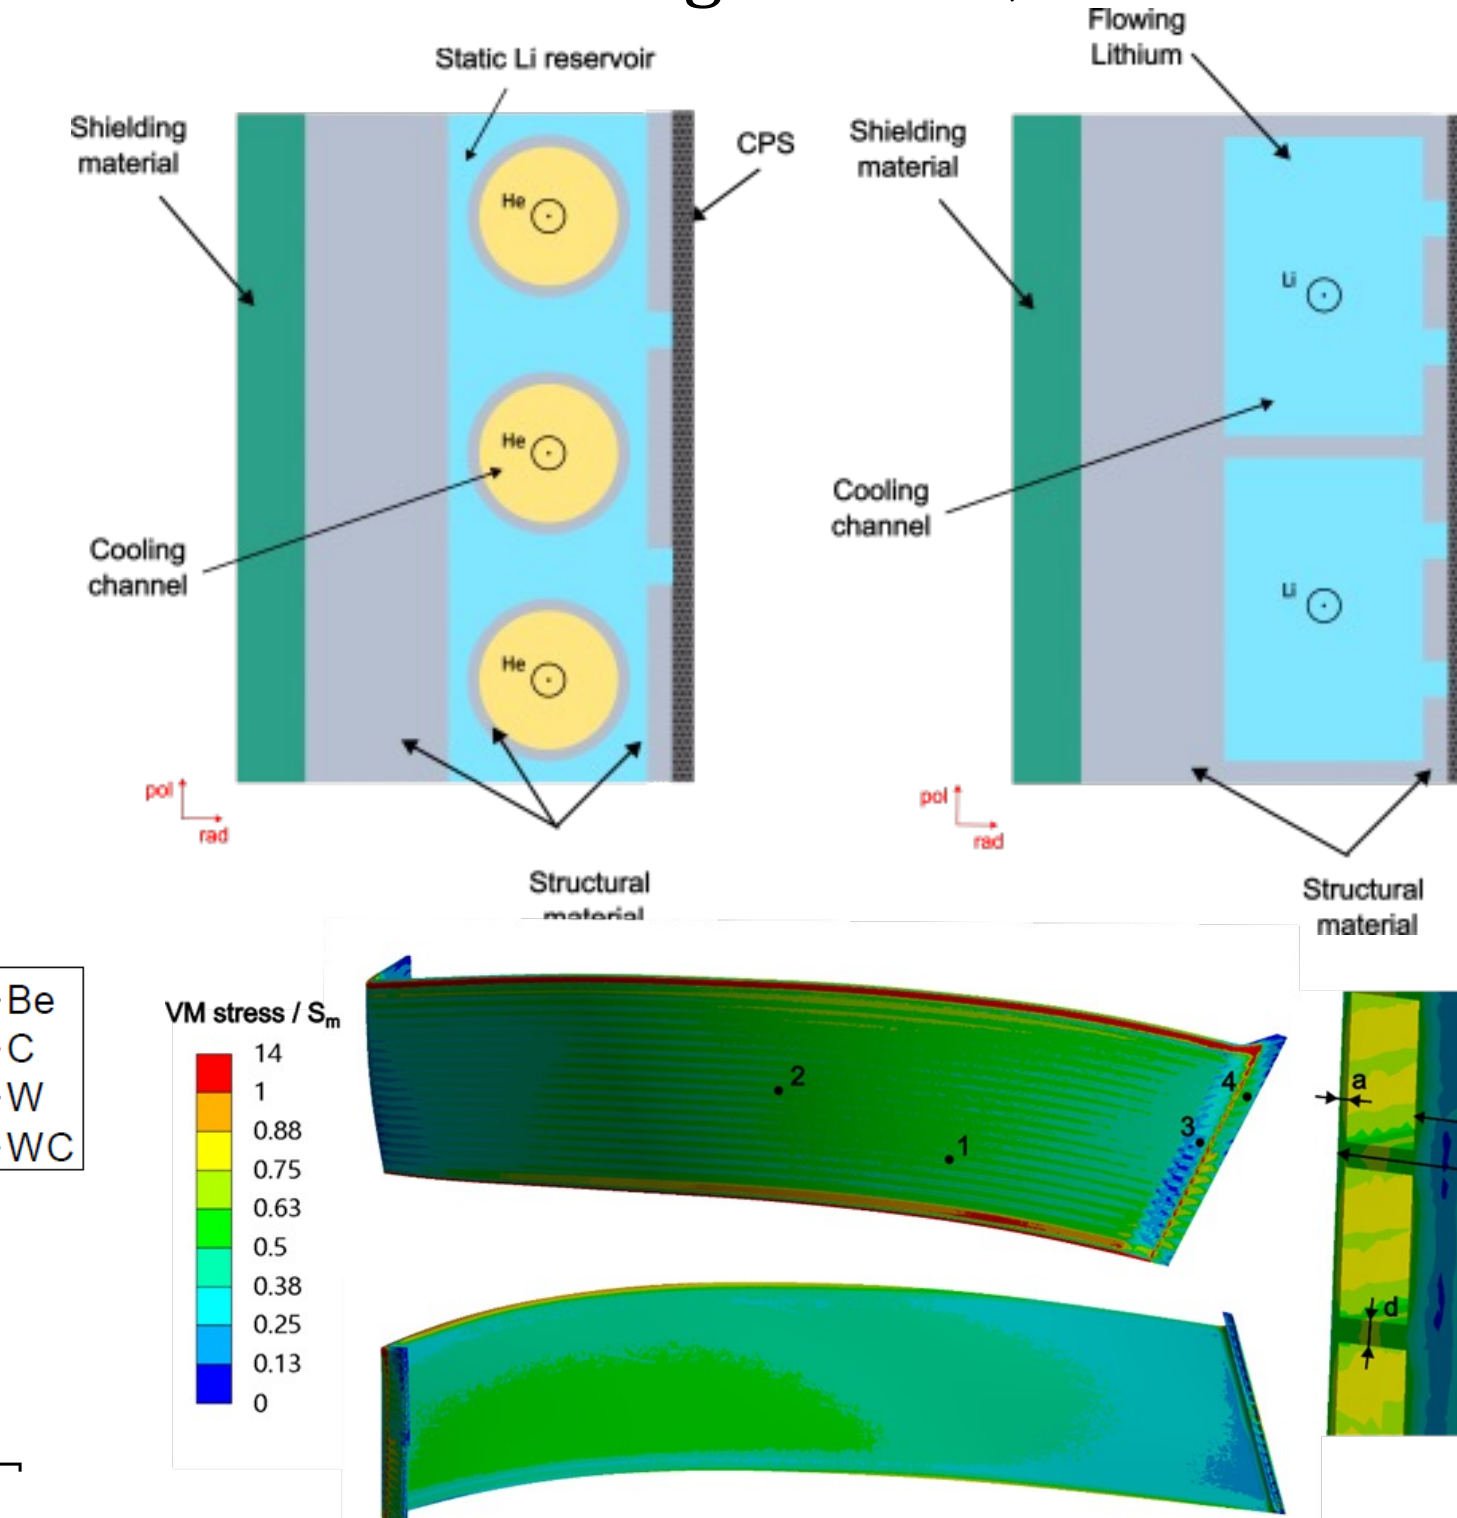 Static Li reservoir
Shielding
material
CPS
He
He
He
Cooling
channel
pol
rad
Structural
material
Flowing
Lithium
Shielding
material
Li
Li
Cooling
channel
pol
rad
Structural
material
Be
C
W
WC
VM stress / Sm
14
1
0.88
0.75
0.63
0.5
0.38
0.25
0.13
0
2
1
4
3
a
d